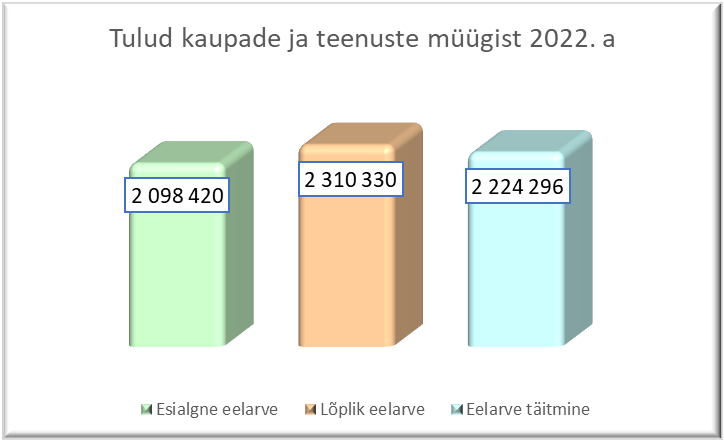 Tulud kaupade ja teenuste müügist 2022. a
2 098 420
2 310 330
2 224 296
Esialgne eelarve
Lõplik eelarve
Eelarve täitmine